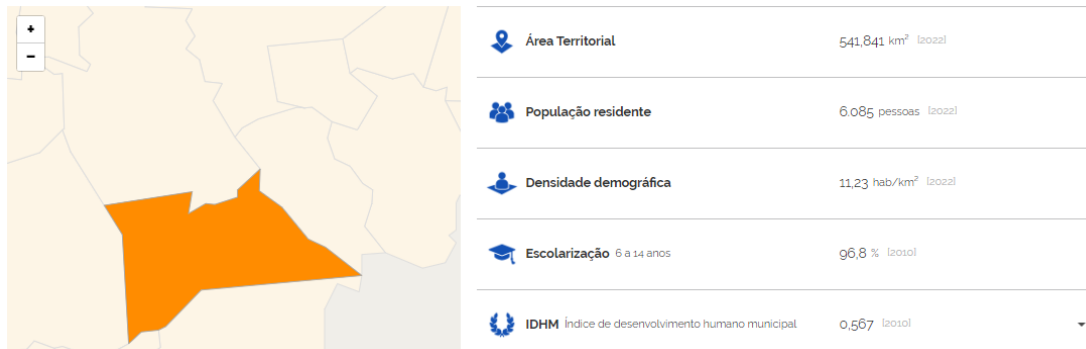 +
−
Área Territorial 541,841 km² [2022]
População residente 6.085 pessoas [2022]
Densidade demográfica 11,23 hab/km² [2022]
Escolarização 6 a 14 anos 96,8 % [2010]
IDHM Índice de desenvolvimento humano municipal 0,567 [2010]